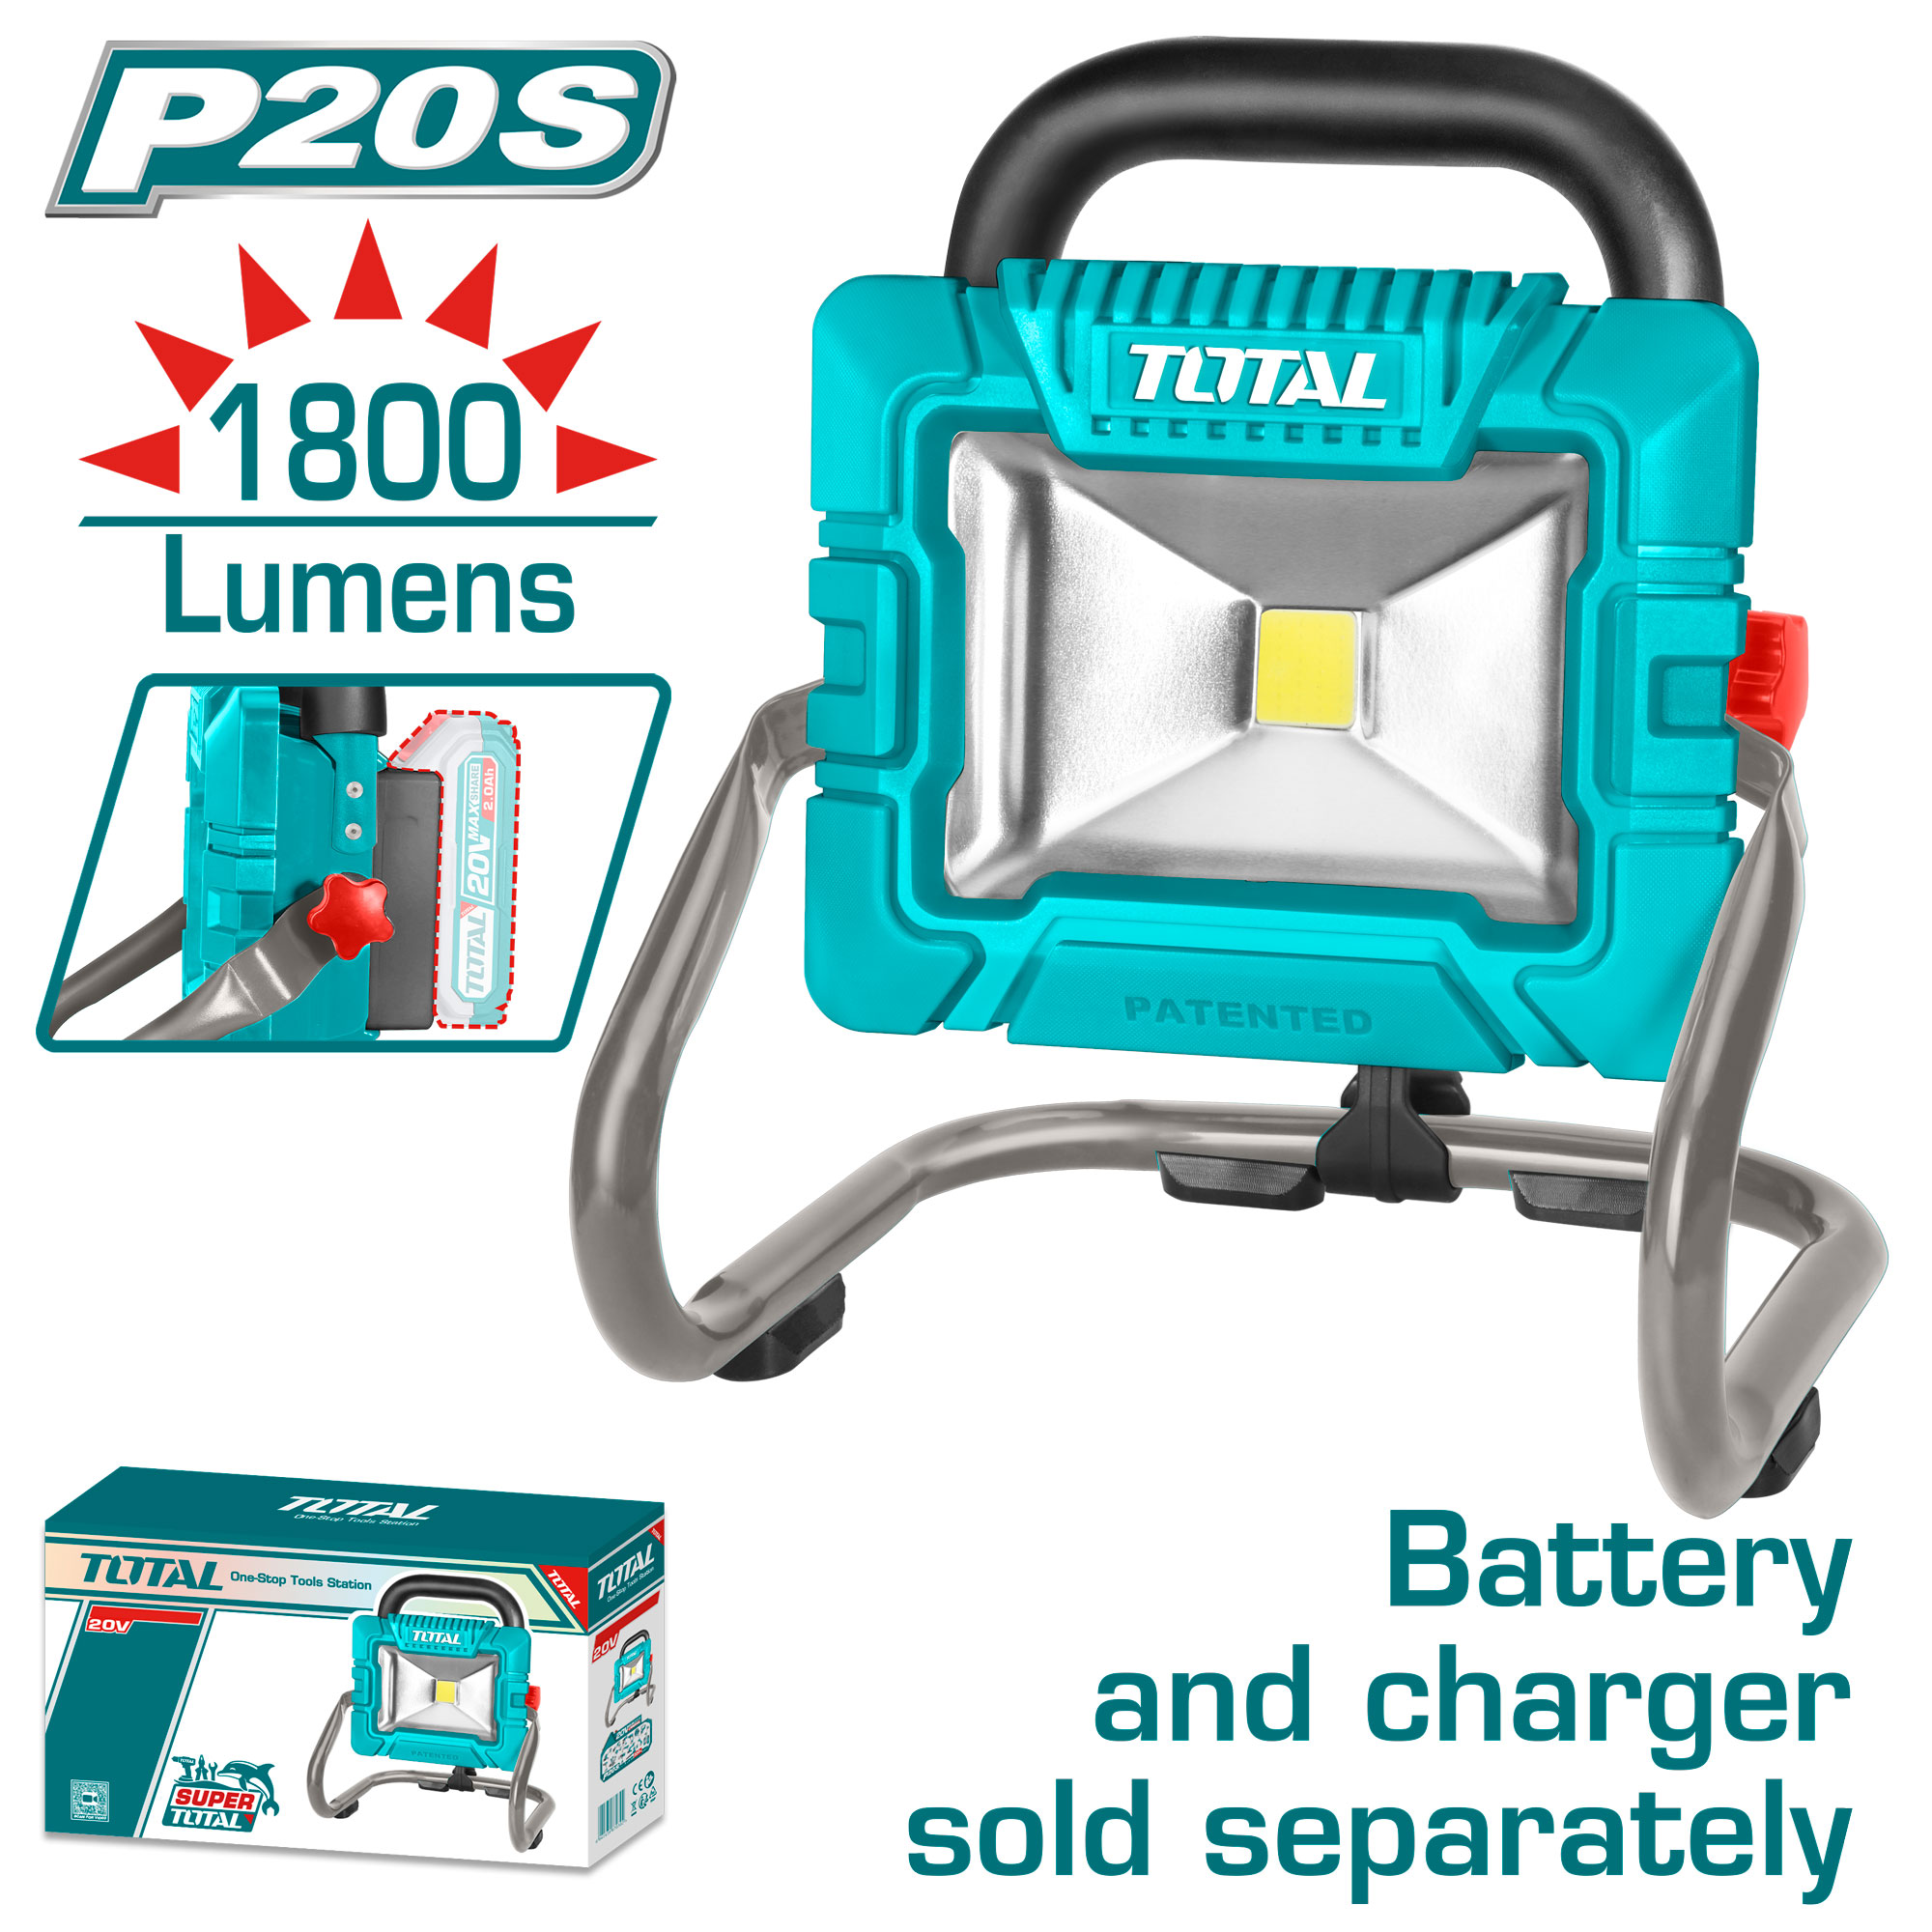 P20S
1800
Lumens
TOTAL
PATENTED
TOTAL 20V MAX SHARE 2.0Ah
TOTAL
One-Stop Tools Station
TOTAL One-Stop Tools Station
TOTAL
TOTAL
One-Stop Tools Station
20V
20V
TOTAL
PATENTED
SUPER
TOTAL
Battery
and charger
sold separately